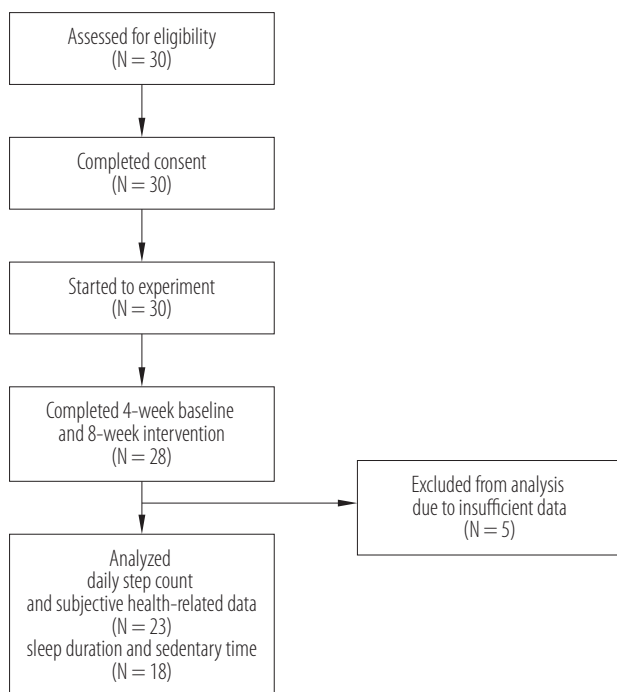 Assessed for eligibility
(N = 30)
Completed consent
(N = 30)
Started to experiment
(N = 30)
Completed 4-week baseline
and 8-week intervention
(N = 28)
Excluded from analysis
due to insufficient data
(N = 5)
Analyzed
daily step count
and subjective health-related data
(N = 23)
sleep duration and sedentary time
(N = 18)